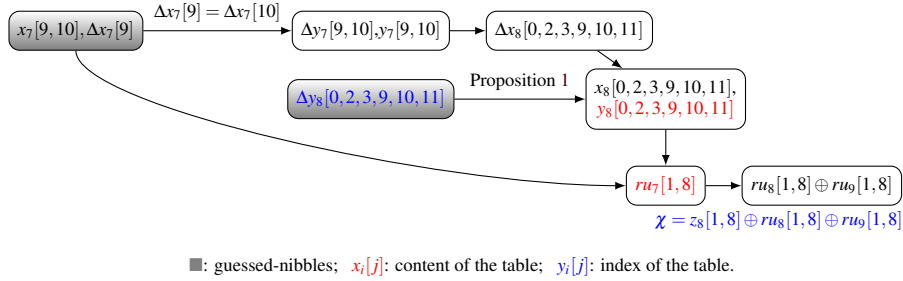 x₇[9,10],Δx₇[9]
Δx₇[9] = Δx₇[10]
Δy₇[9,10],y₇[9,10]
Δx₈[0,2,3,9,10,11]
Δy₈[0,2,3,9,10,11]
Proposition 1
x₈[0,2,3,9,10,11],
y₈[0,2,3,9,10,11]
ru₇[1,8]
ru₈[1,8]⊕ru₉[1,8]
χ = z₈[1,8]⊕ru₈[1,8]⊕ru₉[1,8]
■: guessed-nibbles; xᵢ[j]: content of the table; yᵢ[j]: index of the table.